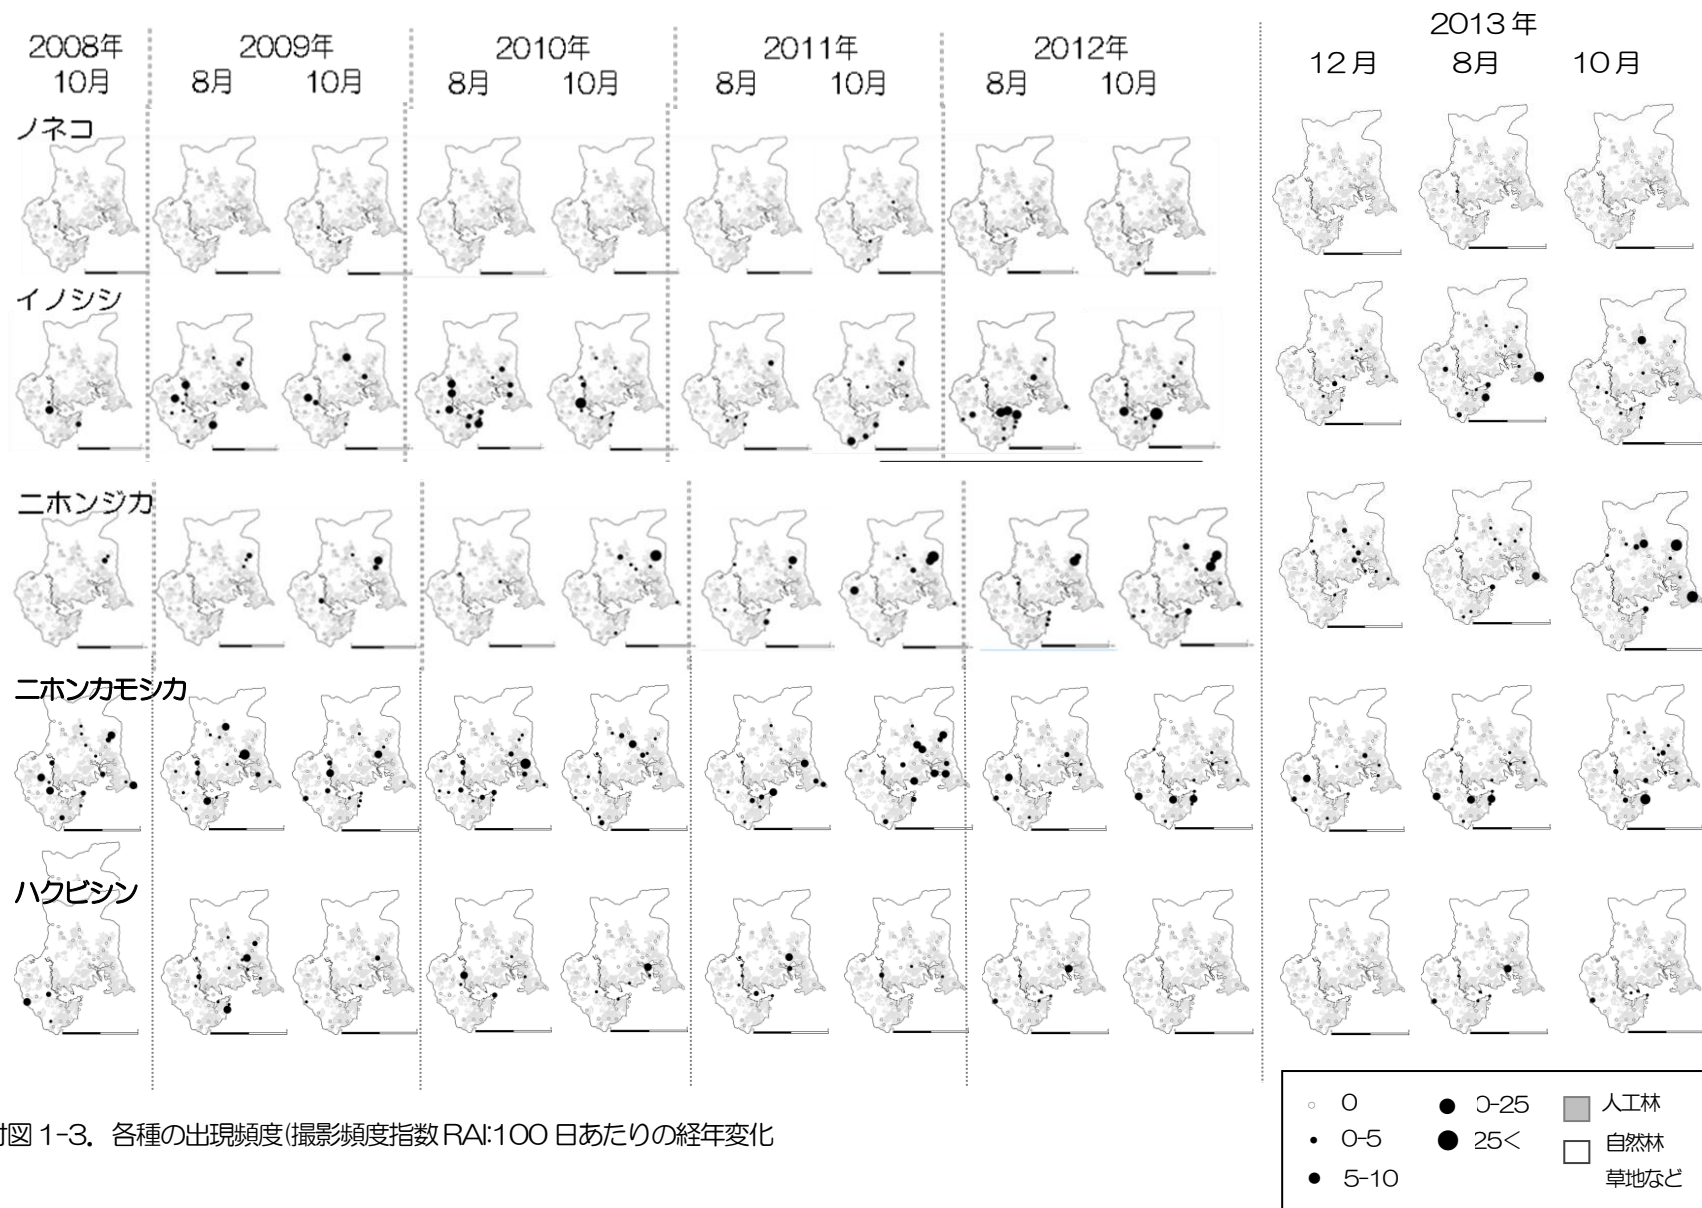 2008年 2009年 2010年 2011年 2012年 2013年
10月 8月 10月 8月 10月 8月 10月 8月 10月 12月 8月 10月
ノネコ
イノシシ
ニホンジカ
ニホンカモシカ
ハクビシン
0 0-25 人工林
0-5 25< 自然林
5-10 草地など
付図 1-3. 各種の出現頻度(撮影頻度指数 RAI:100 日あたりの経年変化